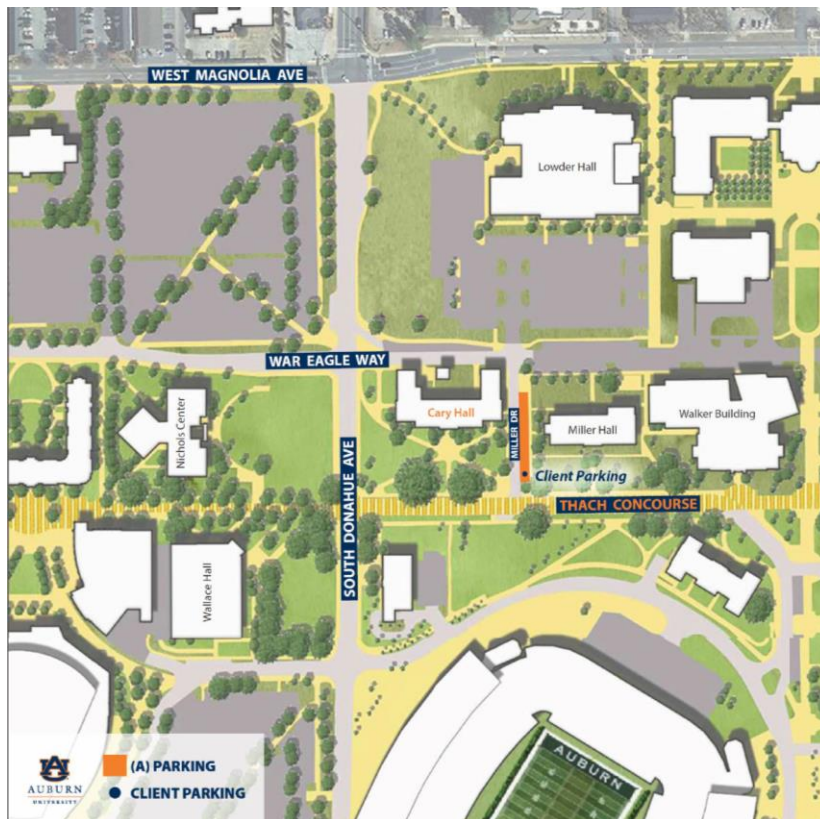 WEST MAGNOLIA AVE
Lowder Hall
WAR EAGLE WAY
Nichols Center
Cary Hall
MILLER DR
Miller Hall
Walker Building
Client Parking
THACH CONCOURSE
SOUTH DONAHUE AVE
Wallace Hall
AUBURN
AU
AUBURN
UNIVERSITY
(A) PARKING
CLIENT PARKING